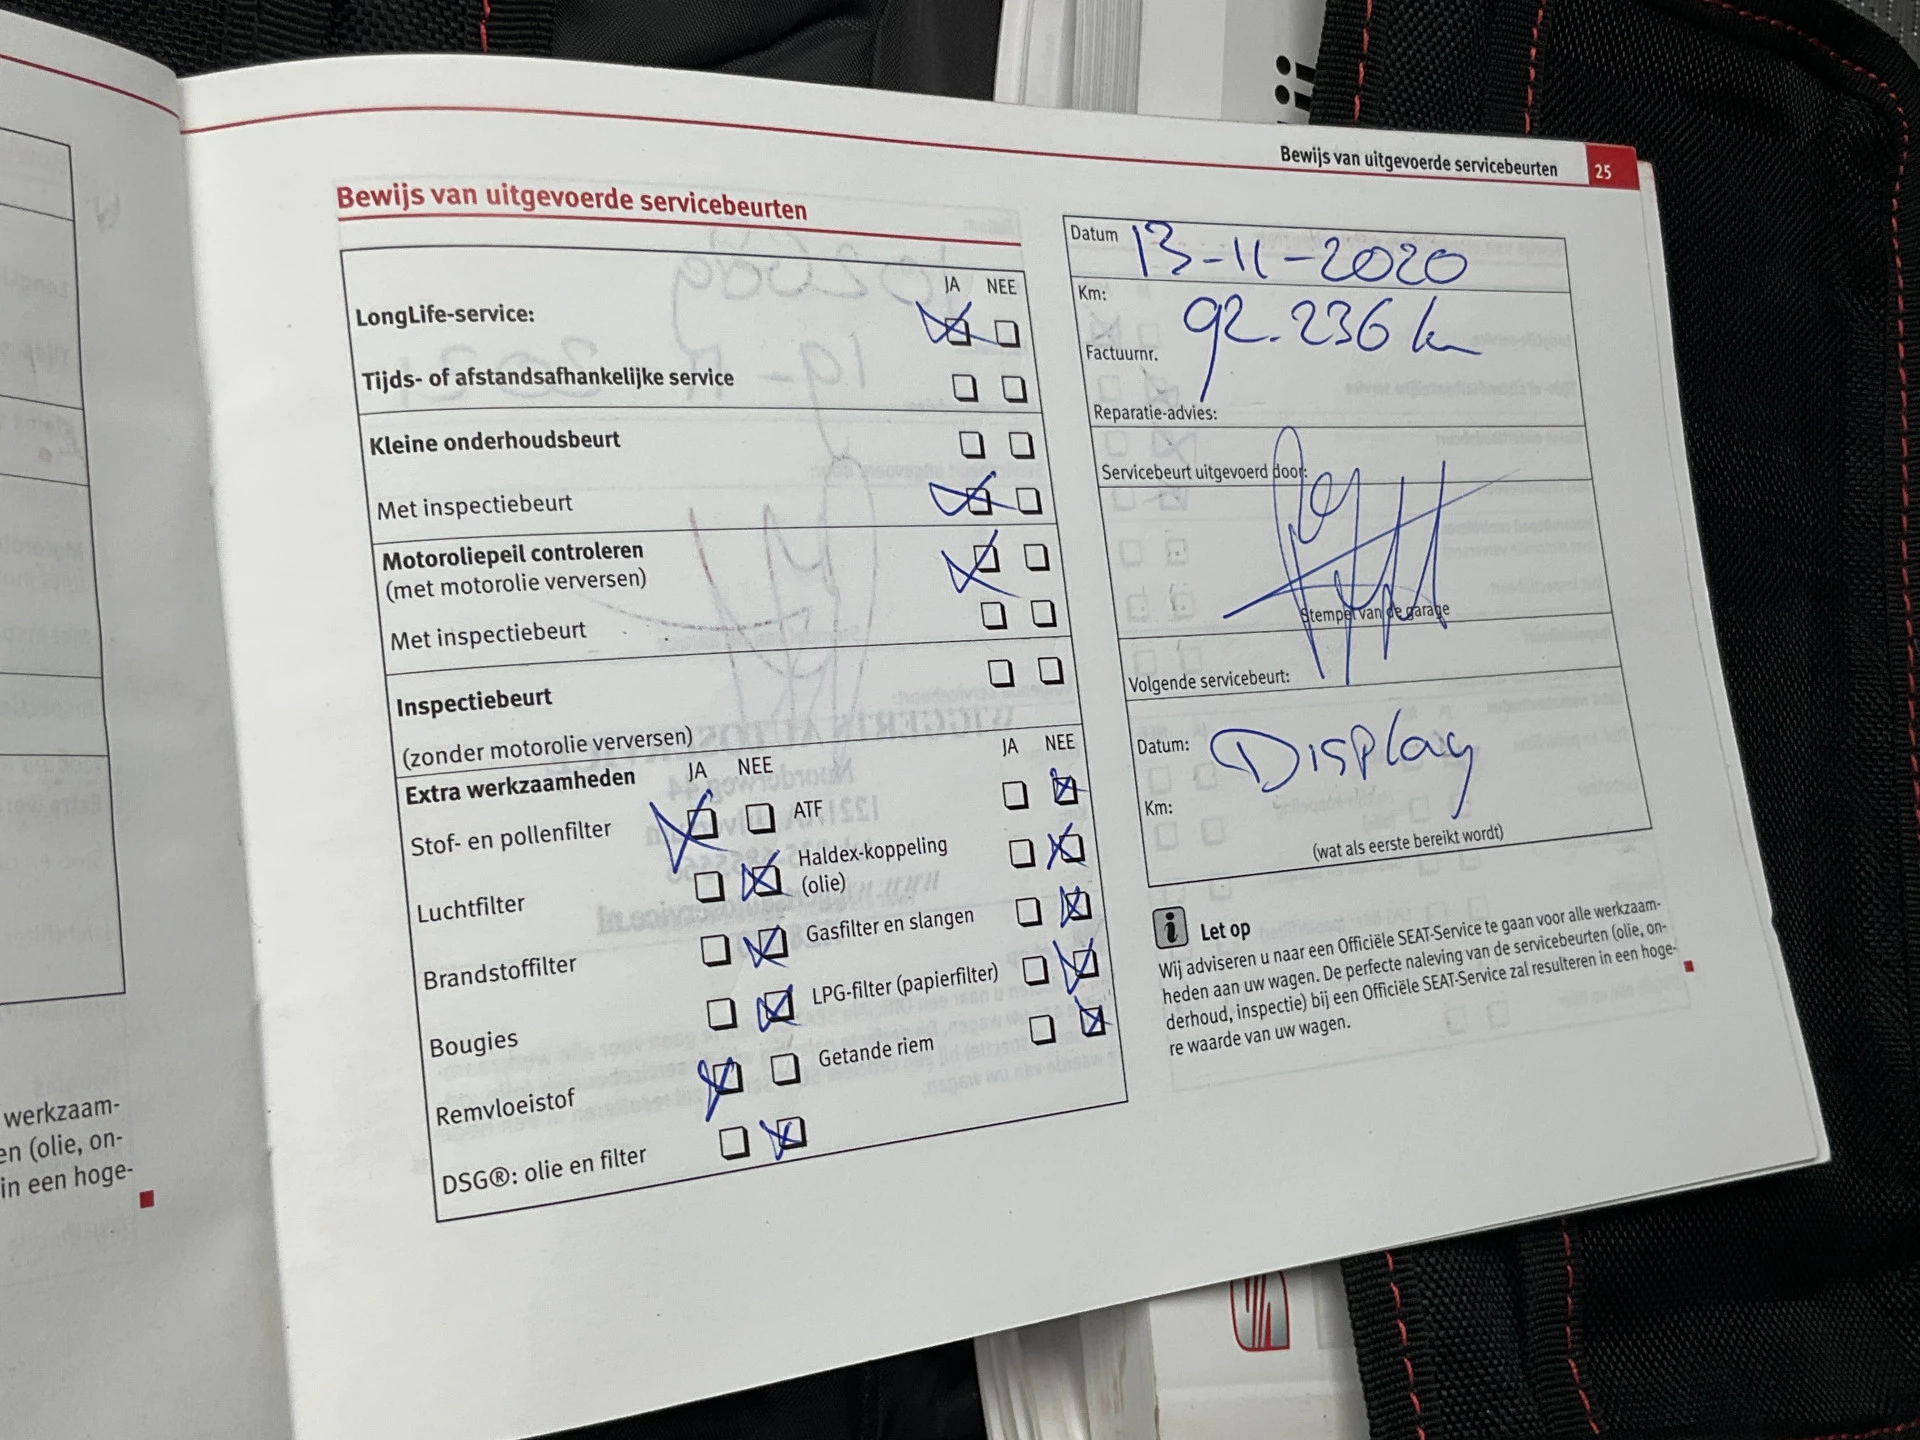 Bewijs van uitgevoerde servicebeurten 25
Bewijs van uitgevoerde servicebeurten
JA NEE
LongLife-service:
Tijds- of afstandsafhankelijke service
Kleine onderhoudsbeurt
Met inspectiebeurt
Motoroliepeil controleren
(met motorolie verversen)
Met inspectiebeurt
Inspectiebeurt
(zonder motorolie verversen)
JA NEE
Extra werkzaamheden JA NEE
Stof- en pollenfilter
ATF
Luchtfilter
Haldex-koppeling
(olie)
Brandstoffilter
Gasfilter en slangen
Bougies
LPG-filter (papierfilter)
Remvloeistof
Getande riem
DSG®: olie en filter
Datum 13-11-2020
Km: 92.236 km
Factuurnr.
Reparatie-advies:
Servicebeurt uitgevoerd door:
Stempel van de garage
Volgende servicebeurt:
Datum: Display
Km:
(wat als eerste bereikt wordt)
i Let op
Wij adviseren u naar een Officiële SEAT-Service te gaan voor alle werkzaam-
heden aan uw wagen. De perfecte naleving van de servicebeurten (olie, on-
derhoud, inspectie) bij een Officiële SEAT-Service zal resulteren in een hoge-
re waarde van uw wagen.
werkzaam-
en (olie, on-
in een hoge-